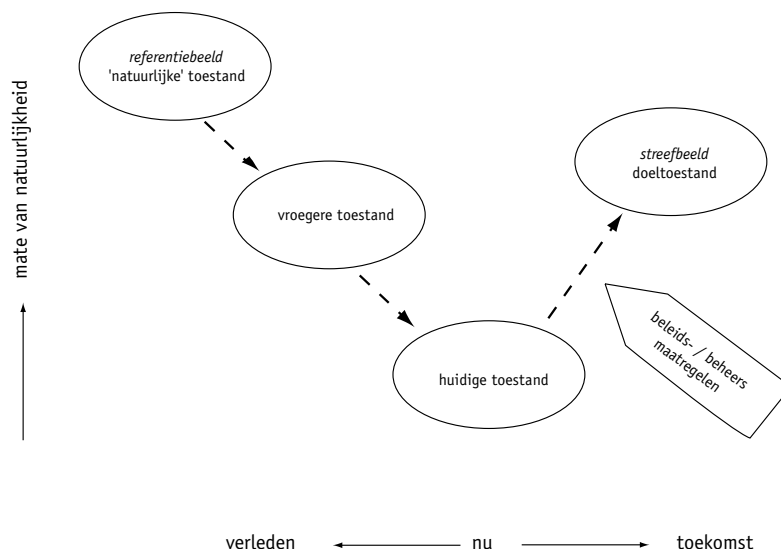 referentiebeeld
'natuurlijke' toestand
mate van natuurlijkheid
streefbeeld
doeltoestand
vroegere toestand
beleids- / beheers
maatregelen
huidige toestand
verleden nu toekomst